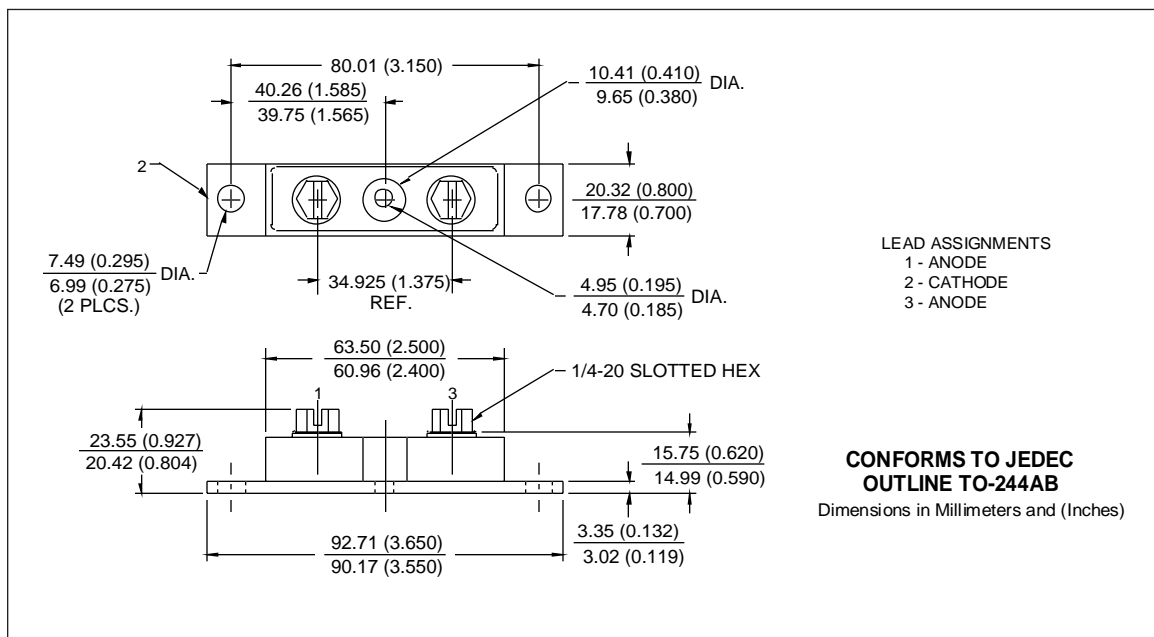 80.01 (3.150)
40.26 (1.585)
39.75 (1.565)
10.41 (0.410)
9.65 (0.380)
DIA.
2
20.32 (0.800)
17.78 (0.700)
7.49 (0.295)
6.99 (0.275)
DIA.
(2 PLCS.)
34.925 (1.375)
REF.
4.95 (0.195)
4.70 (0.185)
DIA.
LEAD ASSIGNMENTS
1 - ANODE
2 - CATHODE
3 - ANODE
63.50 (2.500)
60.96 (2.400)
1/4-20 SLOTTED HEX
1
3
23.55 (0.927)
20.42 (0.804)
15.75 (0.620)
14.99 (0.590)
CONFORMS TO JEDEC
OUTLINE TO-244AB
Dimensions in Millimeters and (Inches)
92.71 (3.650)
90.17 (3.550)
3.35 (0.132)
3.02 (0.119)